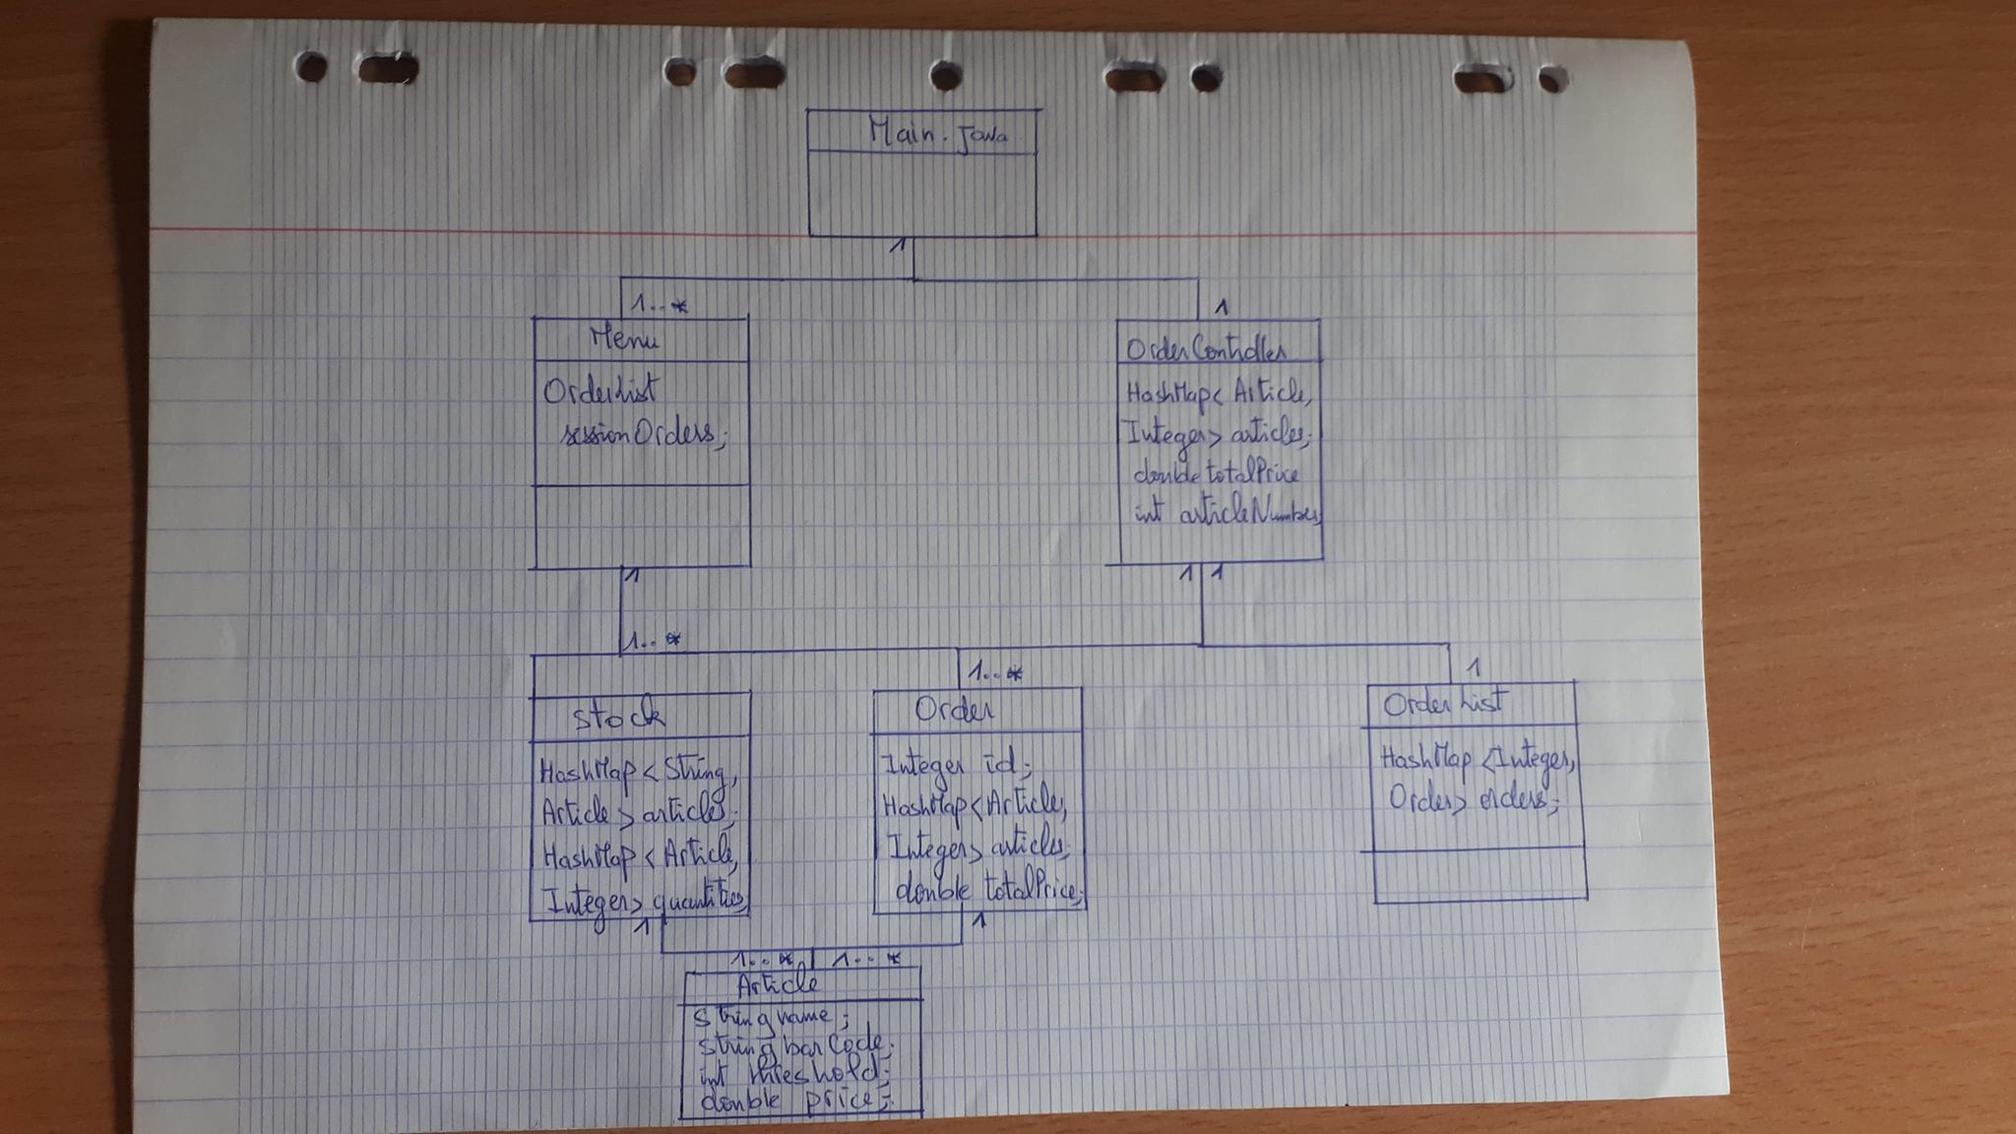 Main.Java
1
1..*
1
Menu
OrderList
sessionOrders;
OrderController
HashMap< Article,
Integer> articles;
double totalPrice
int articleNumber
1
1 1
1..*
1..*
1
stock
HashMap < String,
Article > articles;
HashMap < Article,
Integer> quantities
Order
Integer id;
HashMap < Article,
Integer> articles;
double totalPrice;
OrderList
HashMap <Integer,
Order> orders;
1
1
1..* 1..*
Article
String name;
String barCode;
int threshold;
double price;